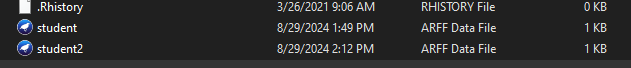 .Rhistory 3/26/2021 9:06 AM RHISTORY File 0 KB
student 8/29/2024 1:49 PM ARFF Data File 1 KB
student2 8/29/2024 2:12 PM ARFF Data File 1 KB